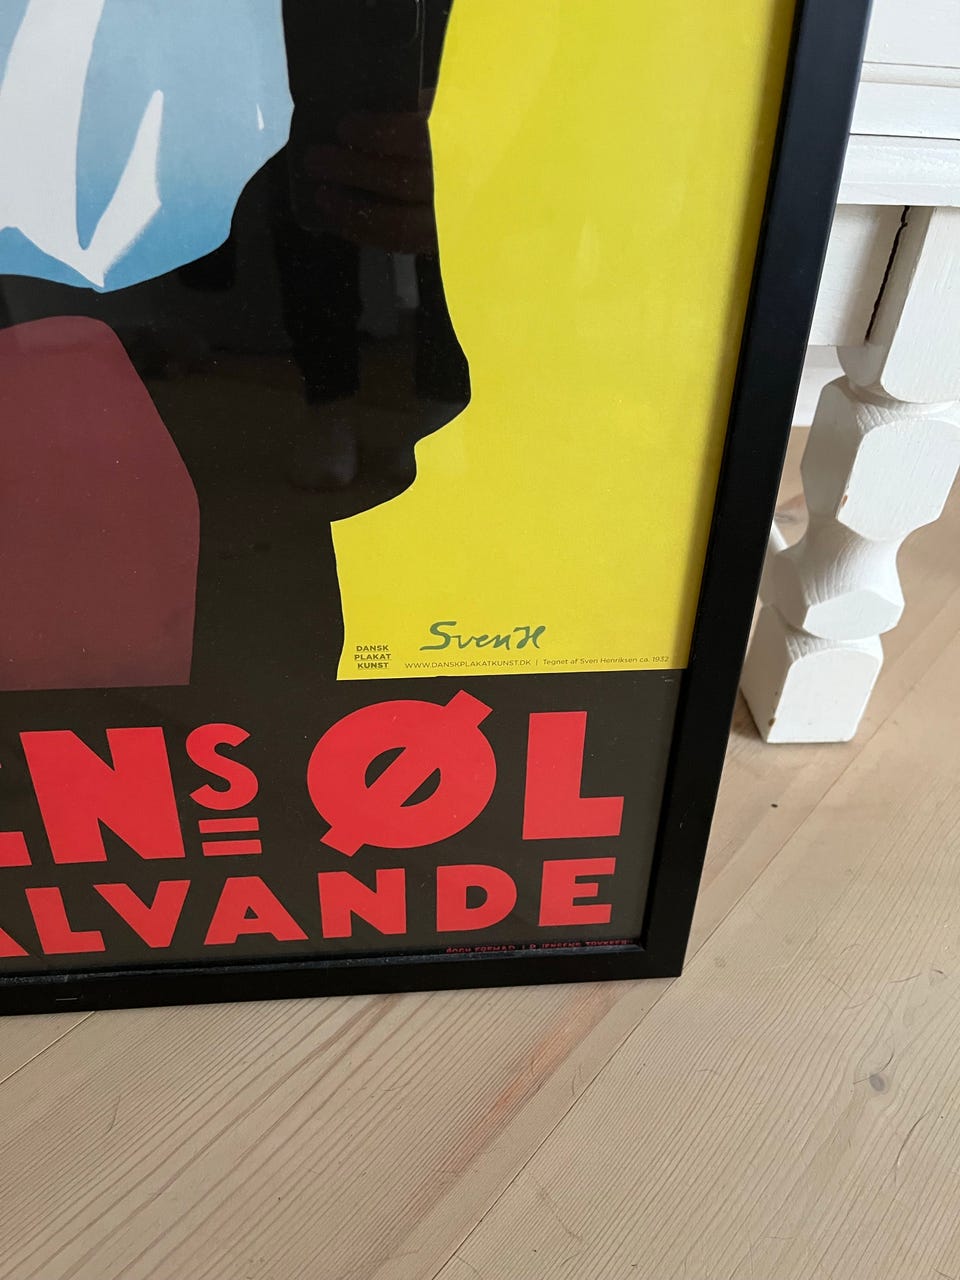 Sven H
DANSK
PLAKAT
KUNST
WWW.DANSKPLAKATKUNST.DK | Tegnet af Sven Henriksen ca. 1932
ENS ØL
ALVANDE